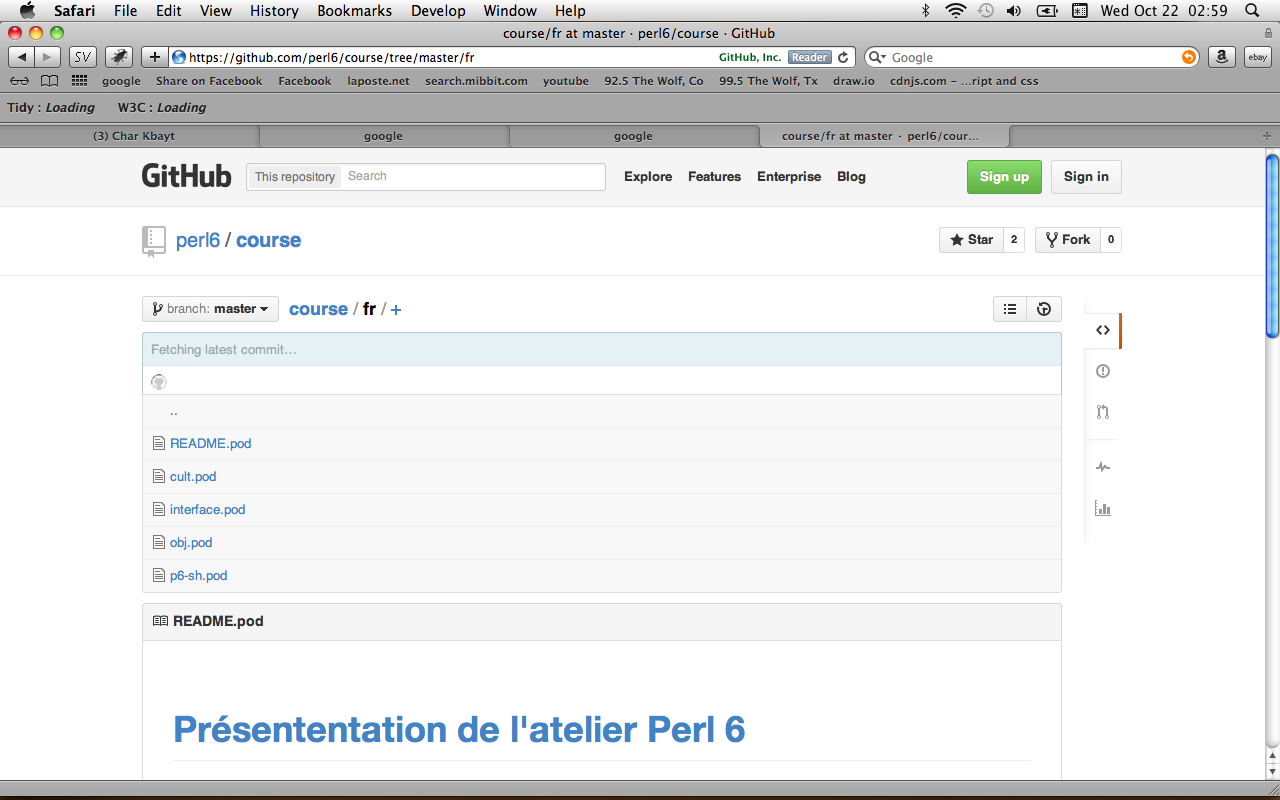 Safari File Edit View History Bookmarks Develop Window Help Wed Oct 22 02:59
course/fr at master · perl6/course · GitHub
SV + https://github.com/perl6/course/tree/master/fr GitHub, Inc. Reader Google a ebay
google Share on Facebook Facebook laposte.net search.mibbit.com youtube 92.5 The Wolf, Co 99.5 The Wolf, Tx draw.io cdnjs.com – ...ript and css
Tidy : Loading W3C : Loading
(3) Char Kbayt google google course/fr at master · perl6/cour... +
GitHub This repository Search Explore Features Enterprise Blog Sign up Sign in
perl6 / course Star 2 Fork 0
branch: master course / fr / +
Fetching latest commit…
..
README.pod
cult.pod
interface.pod
obj.pod
p6-sh.pod
README.pod
Présententation de l'atelier Perl 6